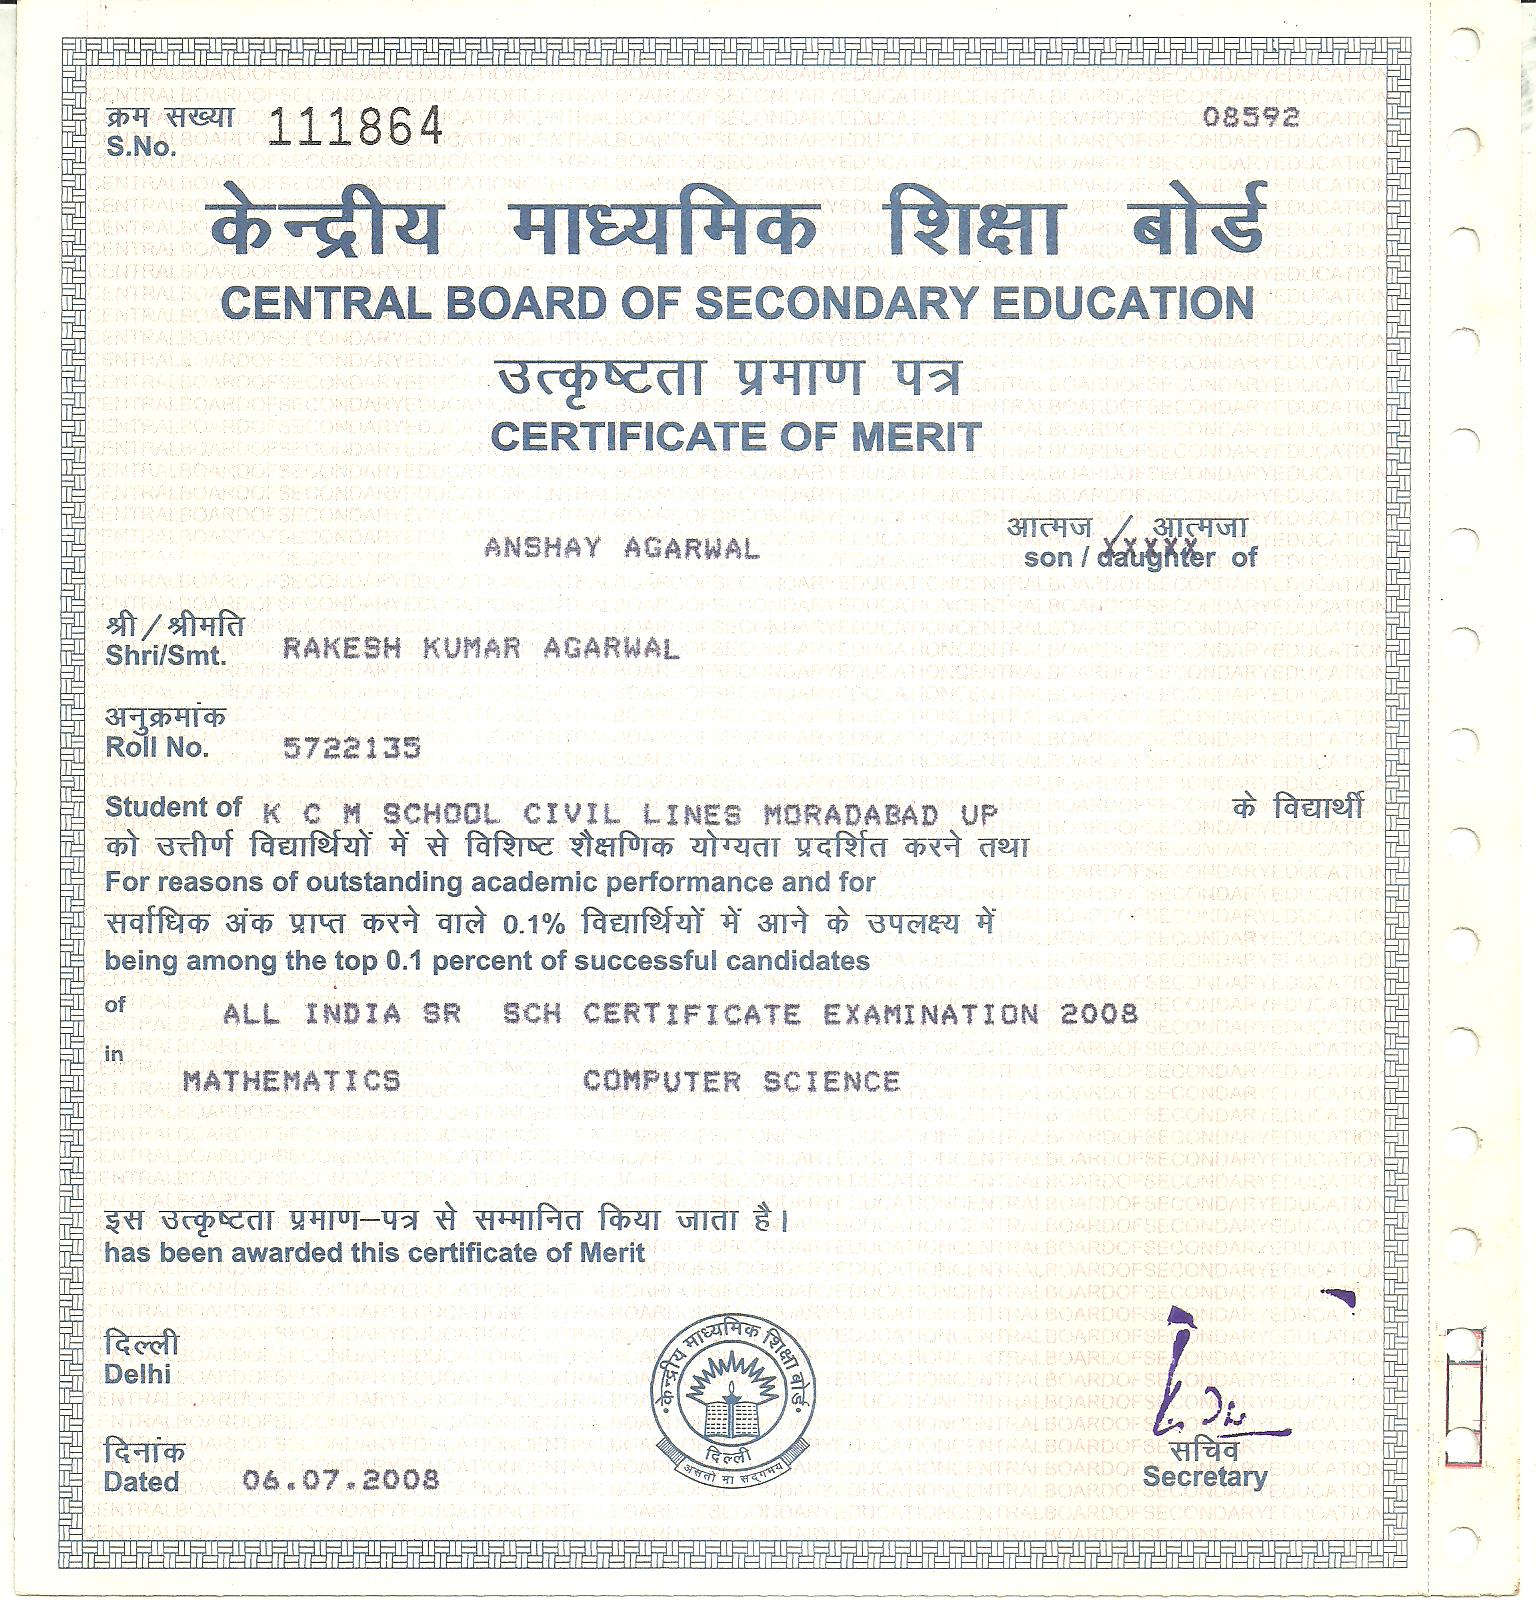 क्रम सख्या 111864 08592
S.No.
केन्द्रीय माध्यमिक शिक्षा बोर्ड
CENTRAL BOARD OF SECONDARY EDUCATION
उत्कृष्टता प्रमाण पत्र
CERTIFICATE OF MERIT
आत्मज / आत्मजा
ANSHAY AGARWAL son / daughter of
XXXXX
श्री / श्रीमति
Shri/Smt. RAKESH KUMAR AGARWAL
अनुक्रमांक
Roll No. 5722135
Student of K C M SCHOOL CIVIL LINES MORADABAD UP के विद्यार्थी
को उत्तीर्ण विद्यार्थियों में से विशिष्ट शैक्षणिक योग्यता प्रदर्शित करने तथा
For reasons of outstanding academic performance and for
सर्वाधिक अंक प्राप्त करने वाले 0.1% विद्यार्थियों में आने के उपलक्ष्य में
being among the top 0.1 percent of successful candidates
of ALL INDIA SR SCH CERTIFICATE EXAMINATION 2008
in
MATHEMATICS COMPUTER SCIENCE
इस उत्कृष्टता प्रमाण–पत्र से सम्मानित किया जाता है।
has been awarded this certificate of Merit
केन्द्रीय माध्यमिक शिक्षा बोर्ड
दिल्ली
असतो मा सद्गमय
दिल्ली
Delhi
सचिव
Secretary
दिनांक
Dated 06.07.2008